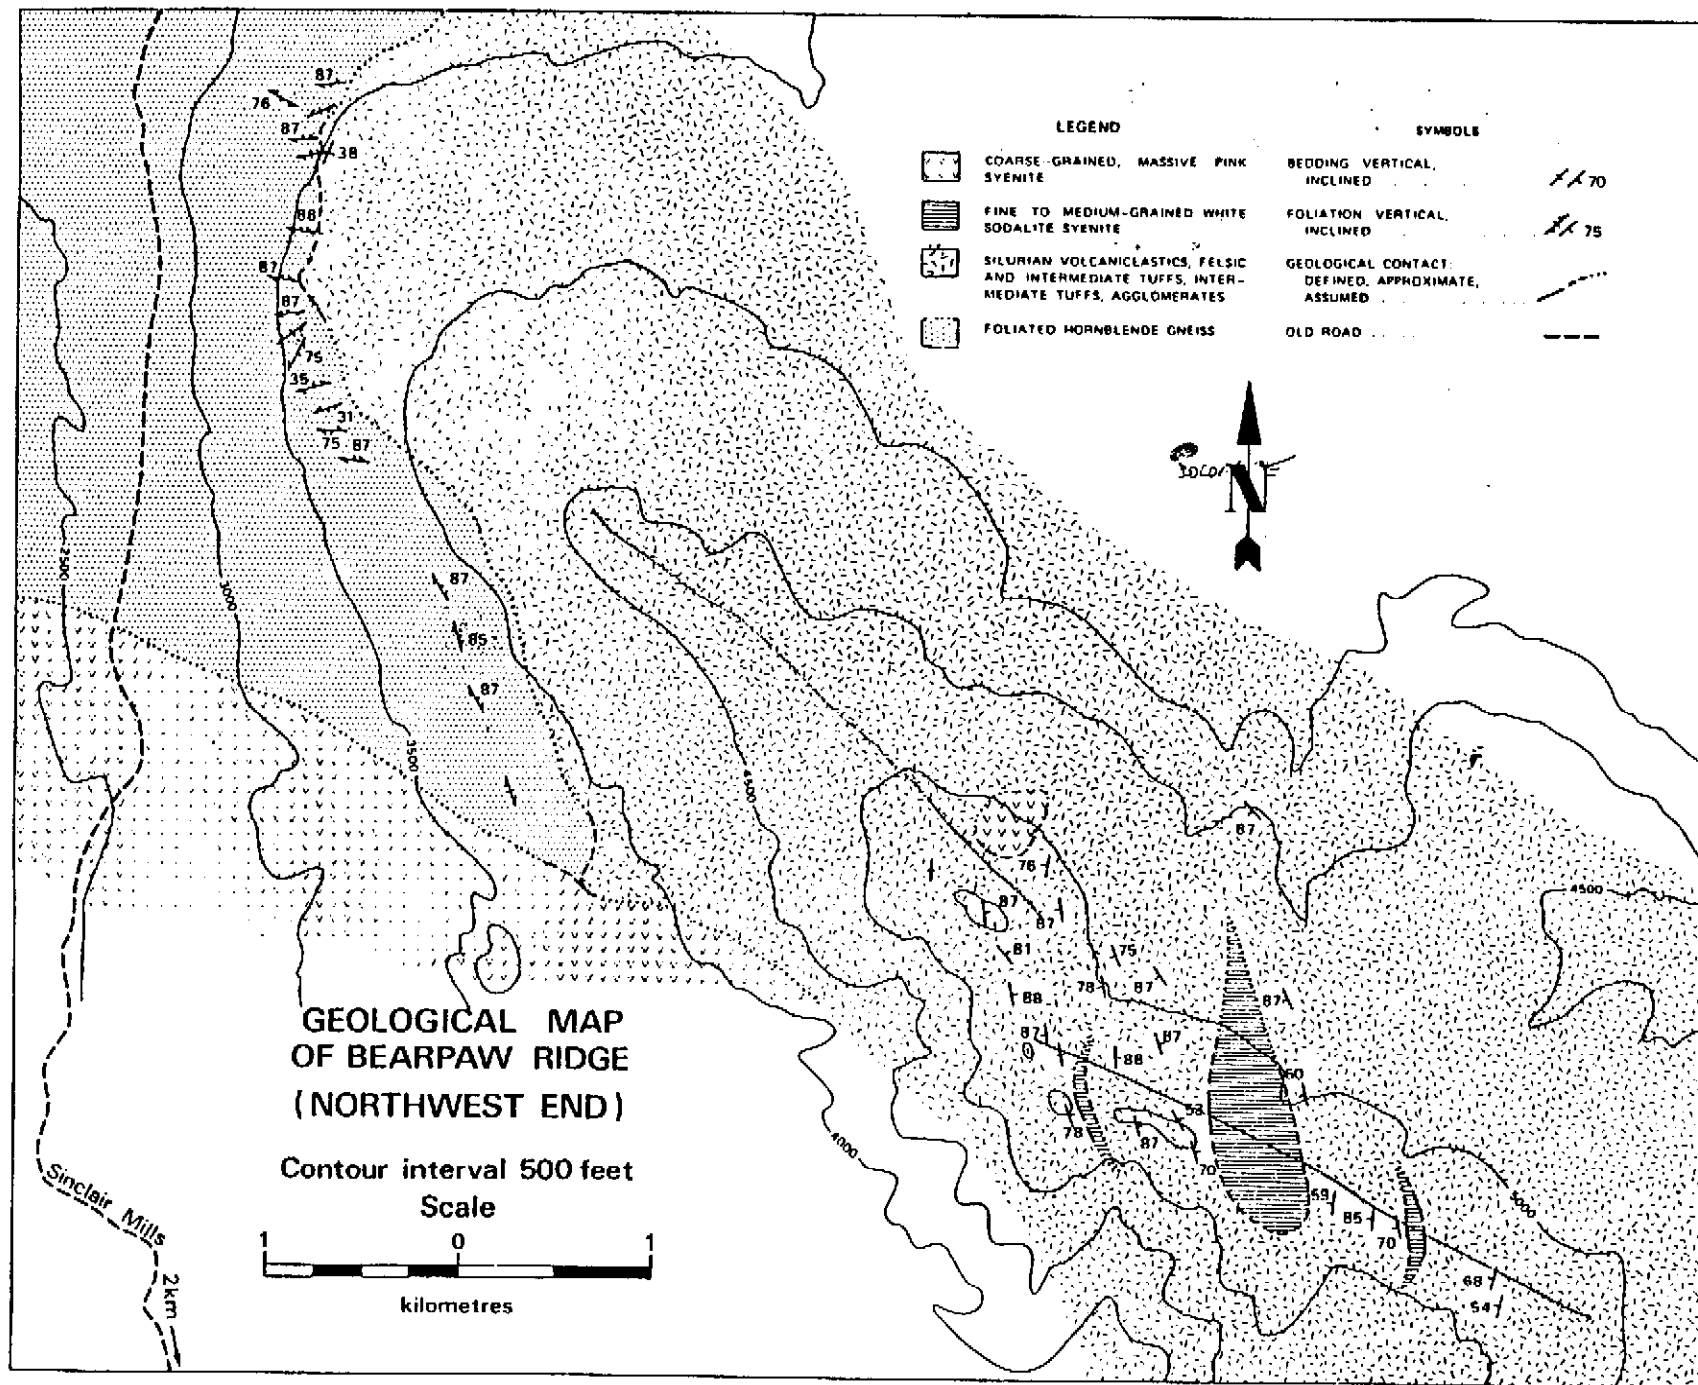 LEGEND
COARSE-GRAINED, MASSIVE PINK
SYENITE
FINE TO MEDIUM-GRAINED WHITE
SODALITE SYENITE
SILURIAN VOLCANICLASTICS, FELSIC
AND INTERMEDIATE TUFFS, INTER-
MEDIATE TUFFS, AGGLOMERATES
FOLIATED HORNBLENDE GNEISS
SYMBOLS
BEDDING VERTICAL,
INCLINED
70
FOLIATION VERTICAL,
INCLINED
75
GEOLOGICAL CONTACT:
DEFINED, APPROXIMATE,
ASSUMED
OLD ROAD
N
87
76
87
38
88
87
87
75
35
31
75 87
2500
3000
87
85
87
3500
4500
87
76
87
87
81
75
87
78
88
87
87
88
87
60
53
78
87
70
59
85
70
68
54
4500
5000
4000
GEOLOGICAL MAP
OF BEARPAW RIDGE
(NORTHWEST END)
Contour interval 500 feet
Scale
1 0 1
kilometres
Sinclair Mills
2km